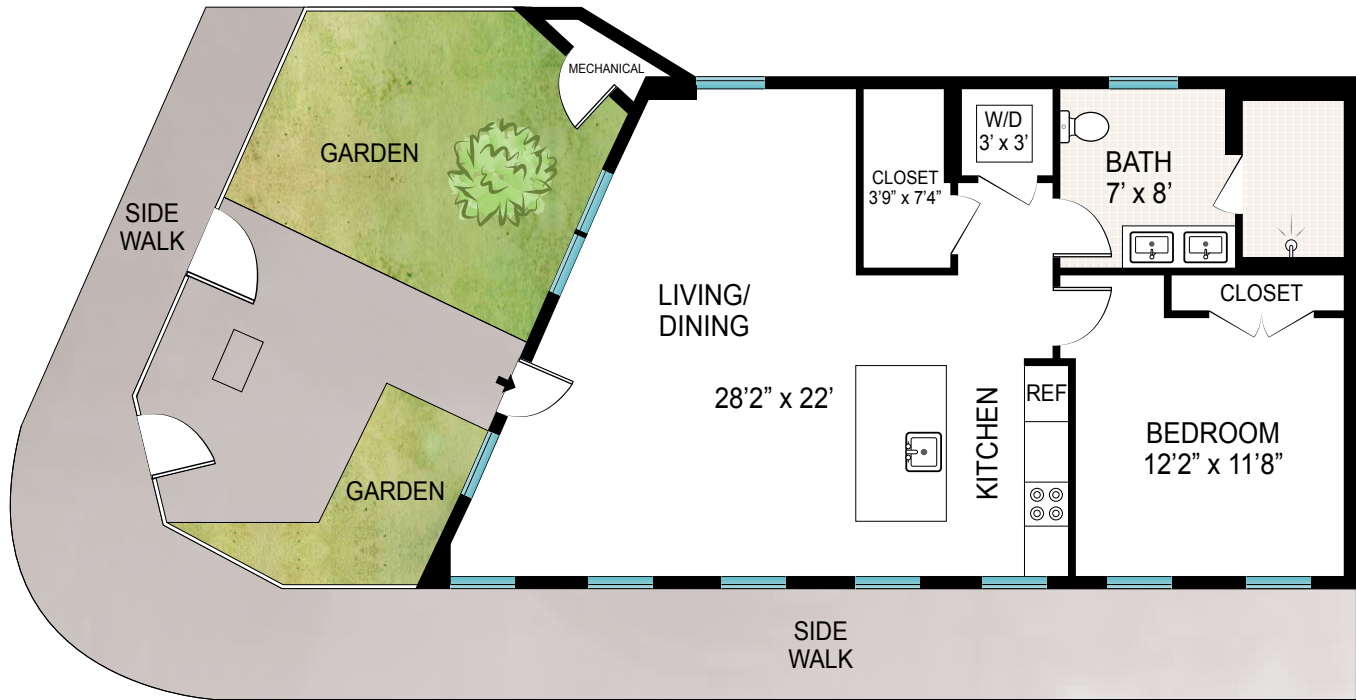 MECHANICAL
GARDEN
W/D
3' x 3'
BATH
7' x 8'
CLOSET
3'9” x 7'4”
SIDE
WALK
LIVING/
DINING
CLOSET
28'2” x 22'
KITCHEN
REF
BEDROOM
12'2” x 11'8”
GARDEN
SIDE
WALK